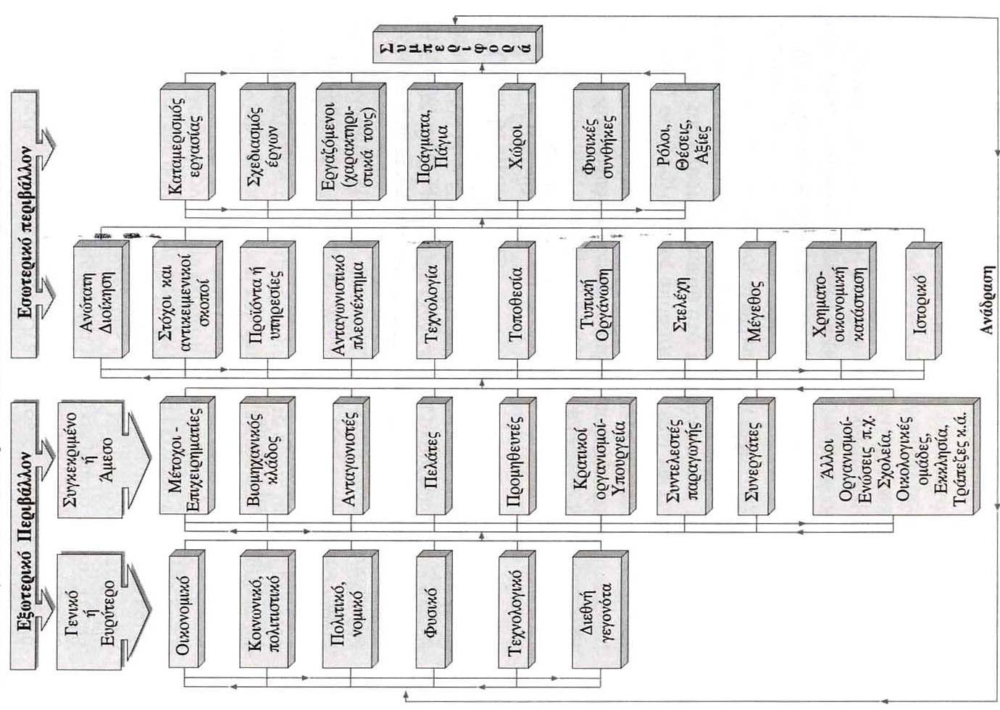 Εξωτερικό Περιβάλλον
Εσωτερικό περιβάλλον
Γενικό
ή
Ευρύτερο
Συγκεκριμένο
ή
Άμεσο
Οικονομικό
Κοινωνικό,
πολιτιστικό
Πολιτικό,
νομικό
Φυσικό
Τεχνολογικό
Διεθνή
γεγονότα
Μέτοχοι -
Επιχειρηματίες
Βιομηχανικός
κλάδος
Ανταγωνιστές
Πελάτες
Προμηθευτές
Κρατικοί
οργανισμοί-
Υπουργεία
Συντελεστές
παραγωγής
Συνεργάτες
Άλλοι
Οργανισμοί-
Ενώσεις π.χ.
Σχολεία,
Οικολογικές
ομάδες,
Εκκλησία,
Τράπεζες κ.ά.
Ανότατη
Διοίκηση
Στόχοι και
αντικειμενικοί
σκοποί
Προϊόντα ή
υπηρεσίες
Ανταγωνιστικό
πλεονέκτημα
Τεχνολογία
Τοποθεσία
Τυπική
Οργάνωση
Στελέχη
Μέγεθος
Χρηματο-
οικονομική
κατάσταση
Ιστορικό
Καταμερισμός
εργασίας
Σχεδιασμός
έργων
Εργαζόμενοι
(χαρακτηρι-
στικά τους)
Πράγματα,
Πάγια
Χώροι
Φυσικές
συνθήκες
Ρόλοι,
Θέσεις,
Αξίες
Συμπεριφορά
Ανάδραση